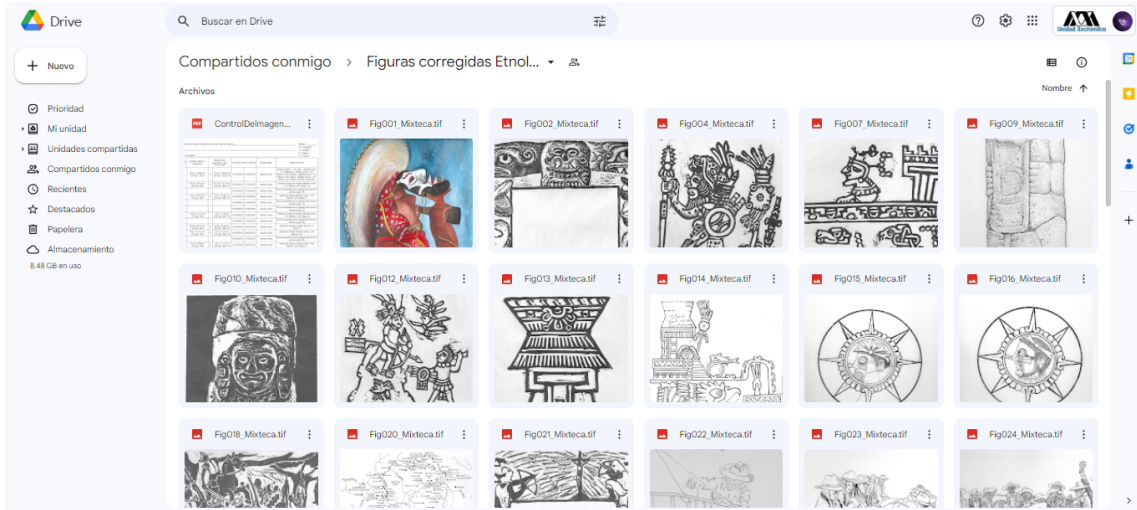 Drive
Buscar en Drive
Unidad Xochimilco
Nuevo
Compartidos conmigo > Figuras corregidas Etnol...
Nombre
Archivos
Prioridad
Mi unidad
Unidades compartidas
Compartidos conmigo
Recientes
Destacados
Papelera
Almacenamiento
8.48 GB en uso
ControlDeImagen... Fig001_Mixteca.tif Fig002_Mixteca.tif Fig004_Mixteca.tif Fig007_Mixteca.tif Fig009_Mixteca.tif
Fig010_Mixteca.tif Fig012_Mixteca.tif Fig013_Mixteca.tif Fig014_Mixteca.tif Fig015_Mixteca.tif Fig016_Mixteca.tif
Fig018_Mixteca.tif Fig020_Mixteca.tif Fig021_Mixteca.tif Fig022_Mixteca.tif Fig023_Mixteca.tif Fig024_Mixteca.tif